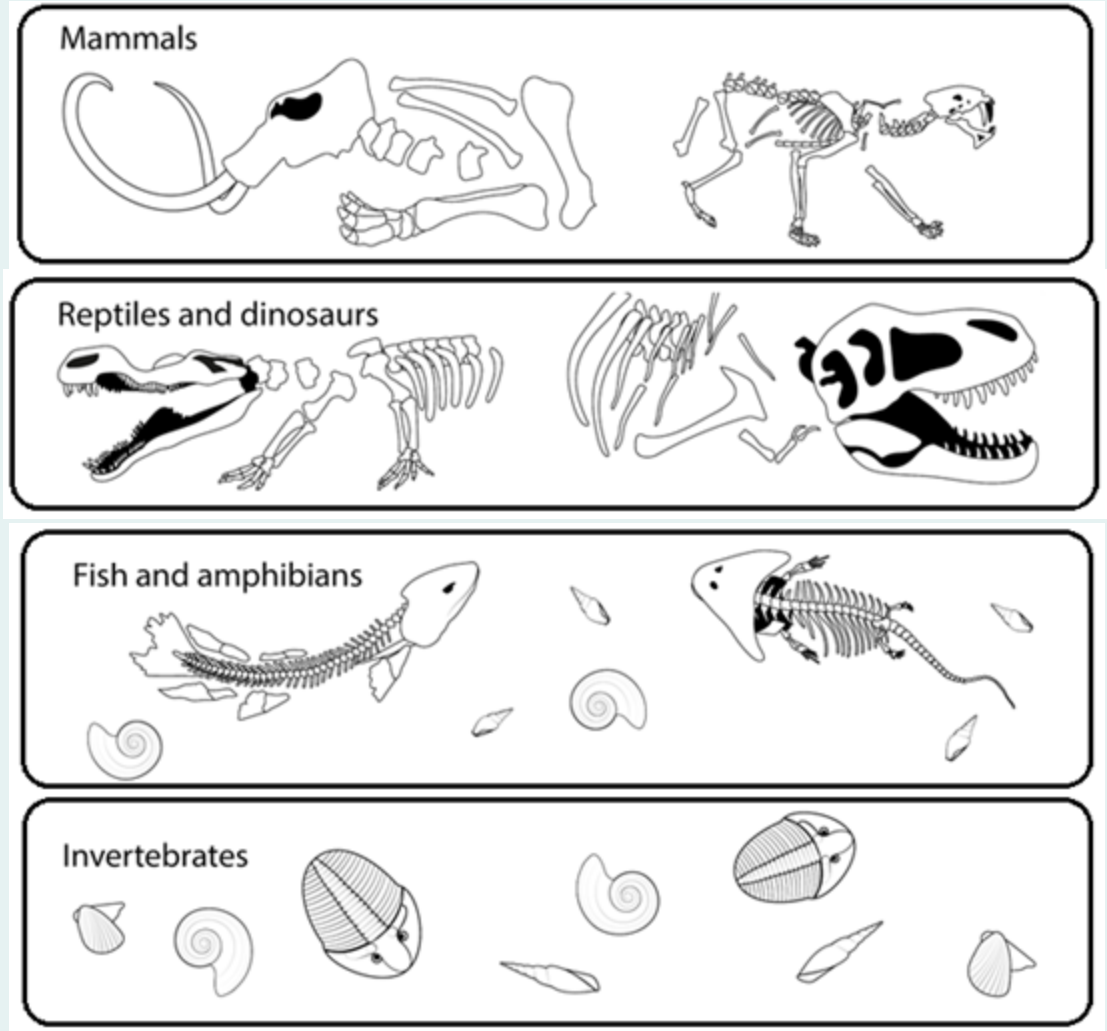 Mammals
Reptiles and dinosaurs
Fish and amphibians
Invertebrates